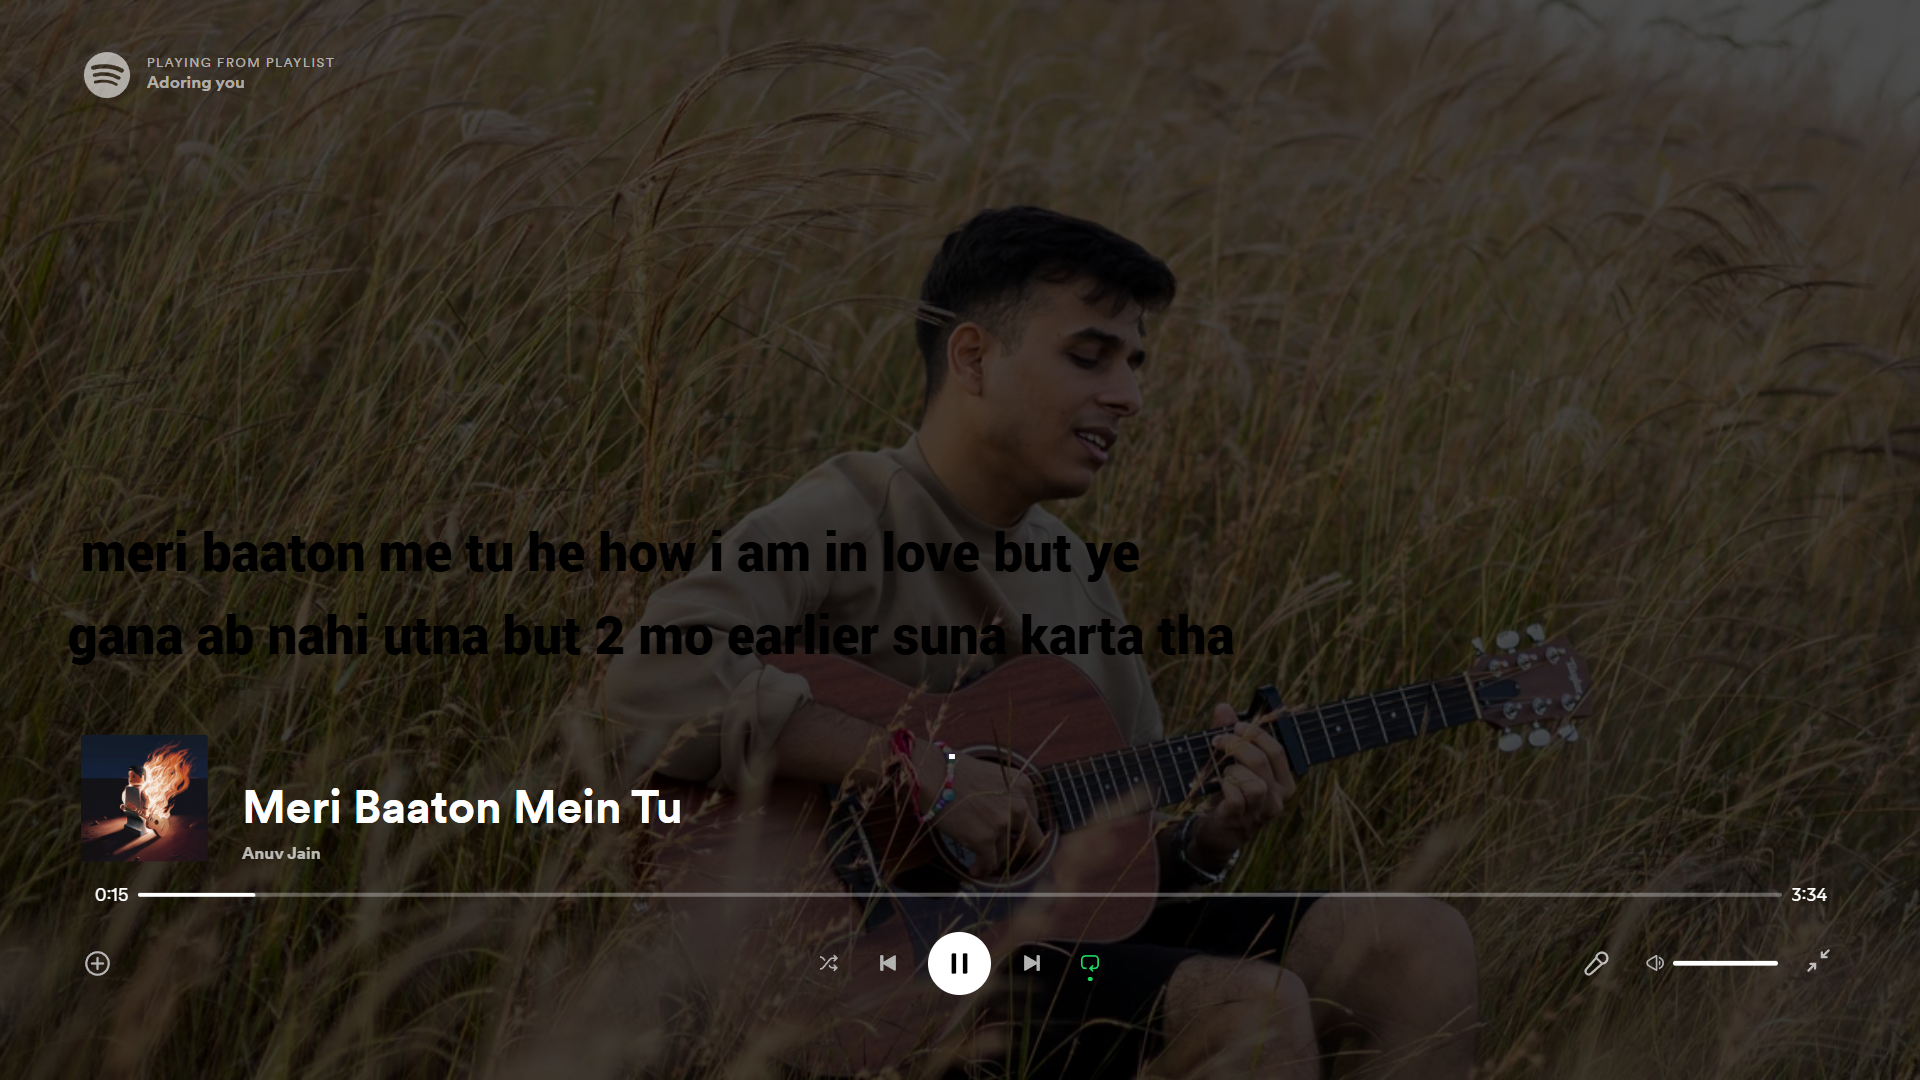 PLAYING FROM PLAYLIST
Adoring you
meri baaton me tu he how i am in love but ye
gana ab nahi utna but 2 mo earlier suna karta tha
Meri Baaton Mein Tu
Anuv Jain
0:15
3:34